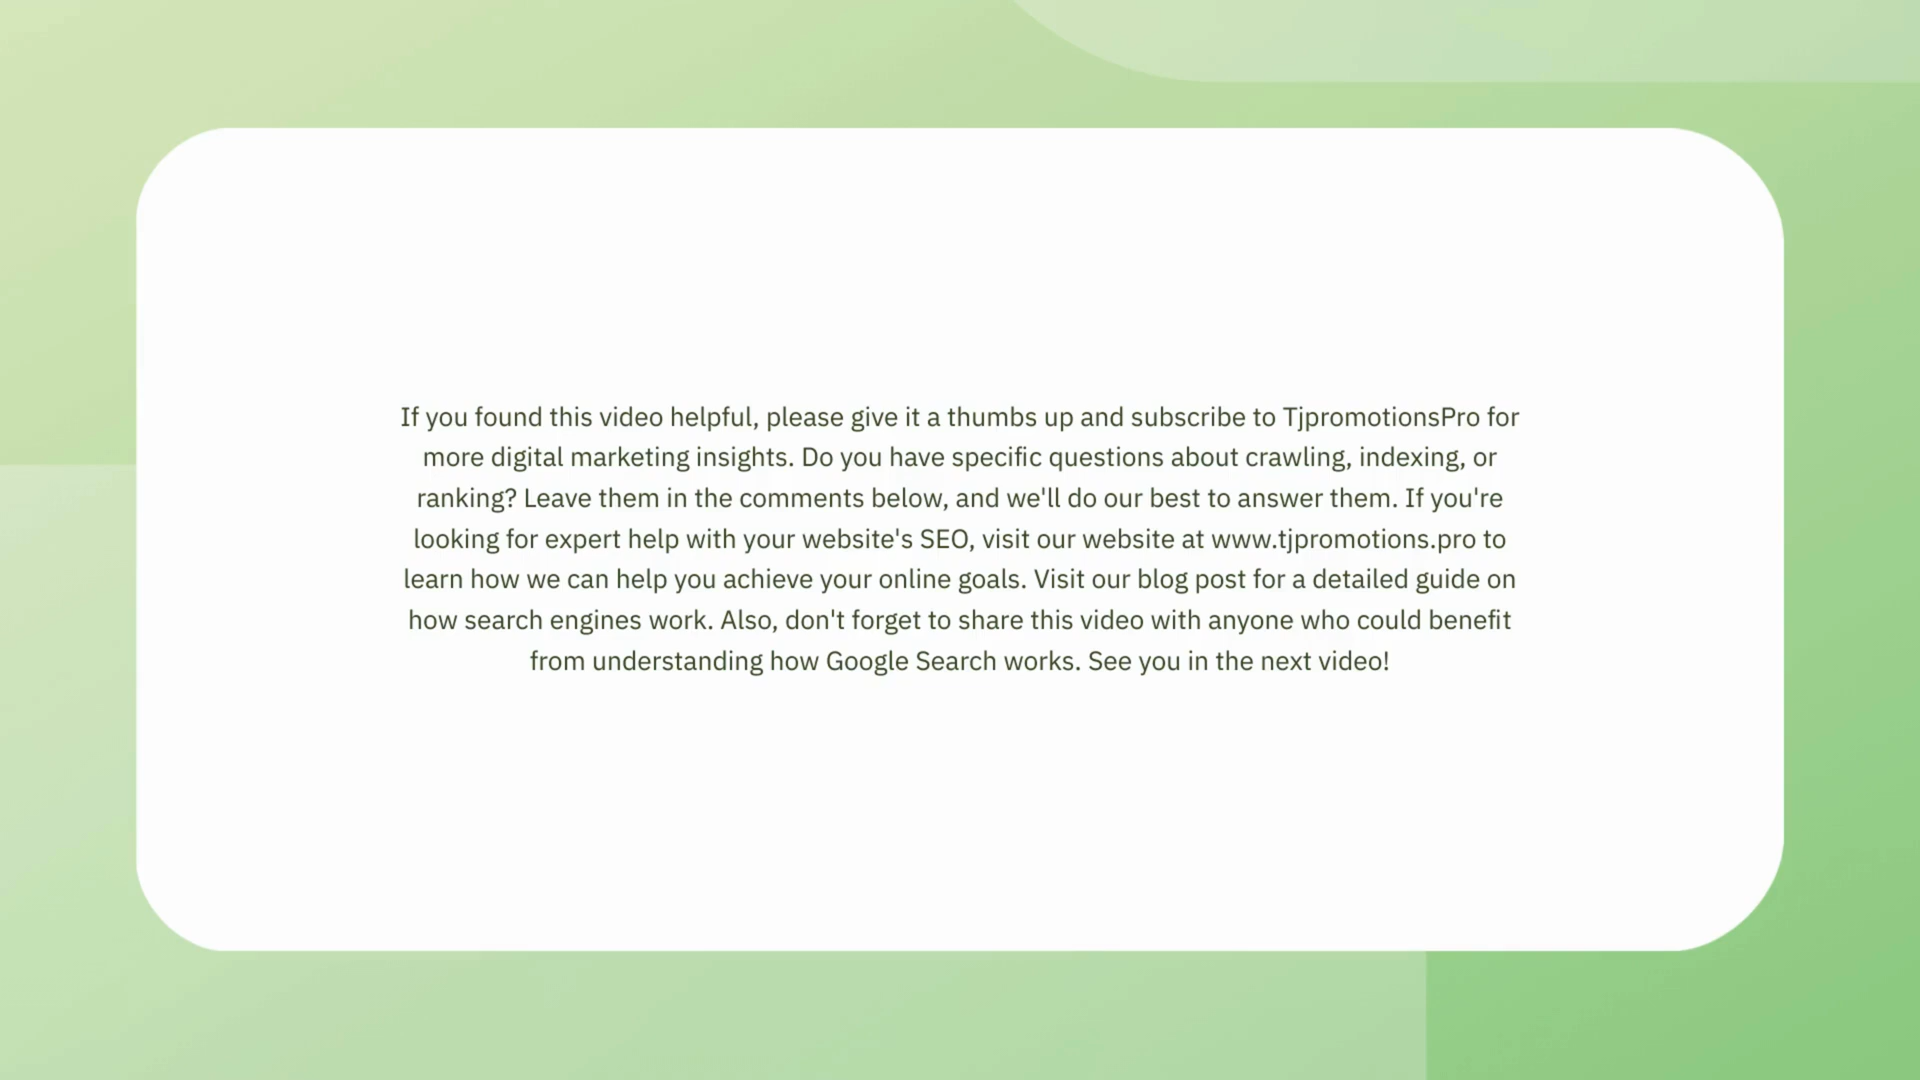 If you found this video helpful, please give it a thumbs up and subscribe to TjpromotionsPro for
more digital marketing insights. Do you have specific questions about crawling, indexing, or
ranking? Leave them in the comments below, and we'll do our best to answer them. If you're
looking for expert help with your website's SEO, visit our website at www.tjpromotions.pro to
learn how we can help you achieve your online goals. Visit our blog post for a detailed guide on
how search engines work. Also, don't forget to share this video with anyone who could benefit
from understanding how Google Search works. See you in the next video!